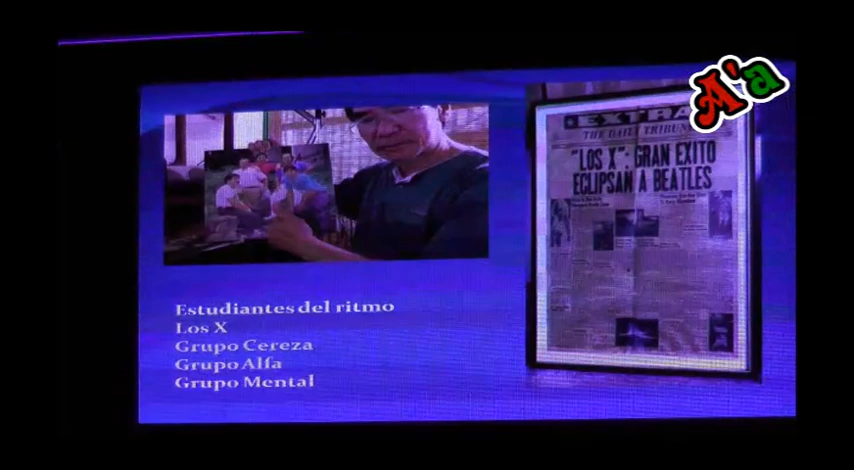 A'a
EXTRA
THE DAILY TRIBUNE
"LOS X": GRAN EXITO
ECLIPSAN A BEATLES
Estudiantes del ritmo
Los X
Grupo Cereza
Grupo Alfa
Grupo Mental